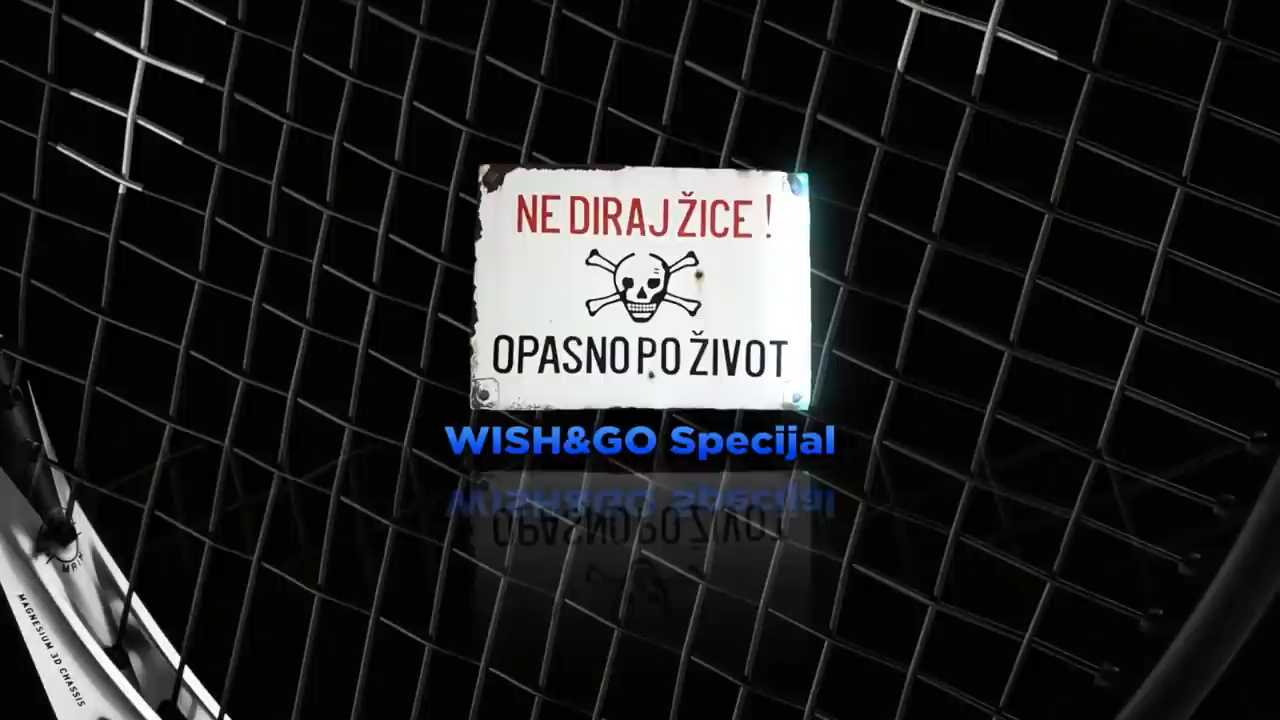 NE DIRAJ ŽICE !
OPASNO PO ŽIVOT
WISH&GO Specijal
MAGNESIUM 3D CHASSIS